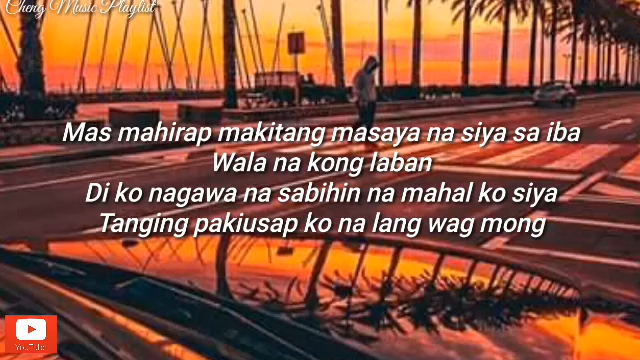 Cheng Music Playlist
Mas mahirap makitang masaya na siya sa iba
Wala na kong laban
Di ko nagawa na sabihin na mahal ko siya
Tanging pakiusap ko na lang wag mong
YouTube